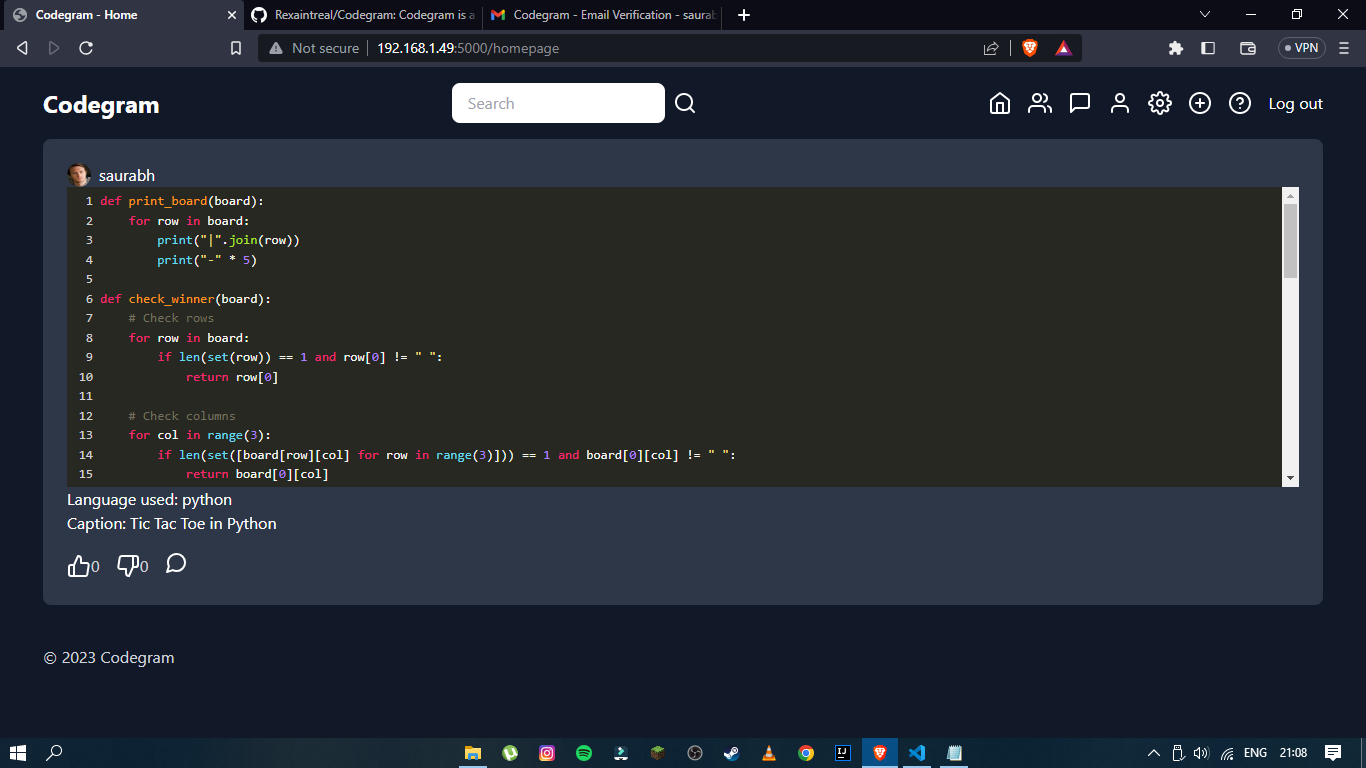 Codegram - Home
Rexaintreal/Codegram: Codegram is a
Codegram - Email Verification - saurab
Not secure
192.168.1.49:5000/homepage
VPN
Codegram
Search
Log out
saurabh
1 def print_board(board):
2     for row in board:
3         print("|".join(row))
4         print("-" * 5)
5
6 def check_winner(board):
7     # Check rows
8     for row in board:
9         if len(set(row)) == 1 and row[0] != " ":
10             return row[0]
11
12     # Check columns
13     for col in range(3):
14         if len(set([board[row][col] for row in range(3)])) == 1 and board[0][col] != " ":
15             return board[0][col]
Language used: python
Caption: Tic Tac Toe in Python
0
0
© 2023 Codegram
ENG
21:08